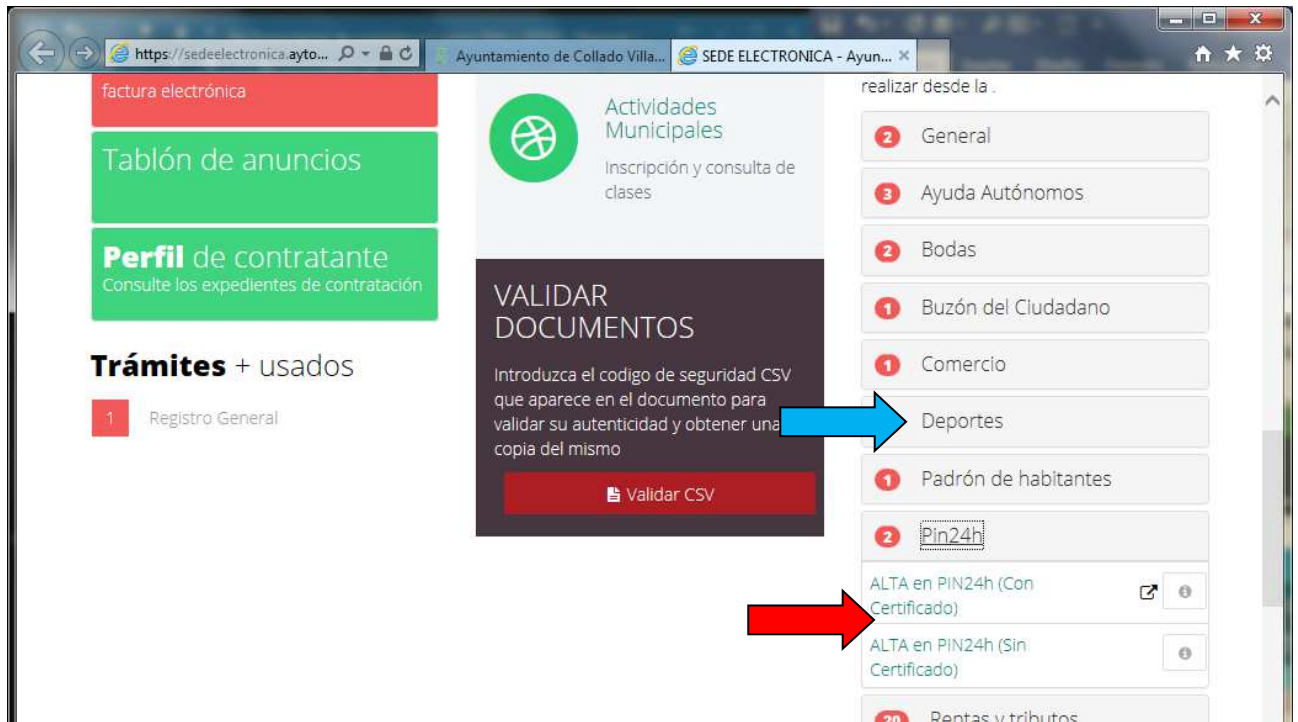 https://sedeelectronica.ayto...
Ayuntamiento de Collado Villa...
SEDE ELECTRONICA - Ayun...
factura electrónica
Tablón de anuncios
Perfil de contratante
Consulte los expedientes de contratación
Trámites + usados
1 Registro General
Actividades
Municipales
Inscripción y consulta de
clases
VALIDAR
DOCUMENTOS
Introduzca el codigo de seguridad CSV
que aparece en el documento para
validar su autenticidad y obtener una
copia del mismo
Validar CSV
realizar desde la .
2 General
3 Ayuda Autónomos
2 Bodas
1 Buzón del Ciudadano
1 Comercio
Deportes
1 Padrón de habitantes
2 Pin24h
ALTA en PIN24h (Con
Certificado)
ALTA en PIN24h (Sin
Certificado)
20 Rentas y tributos